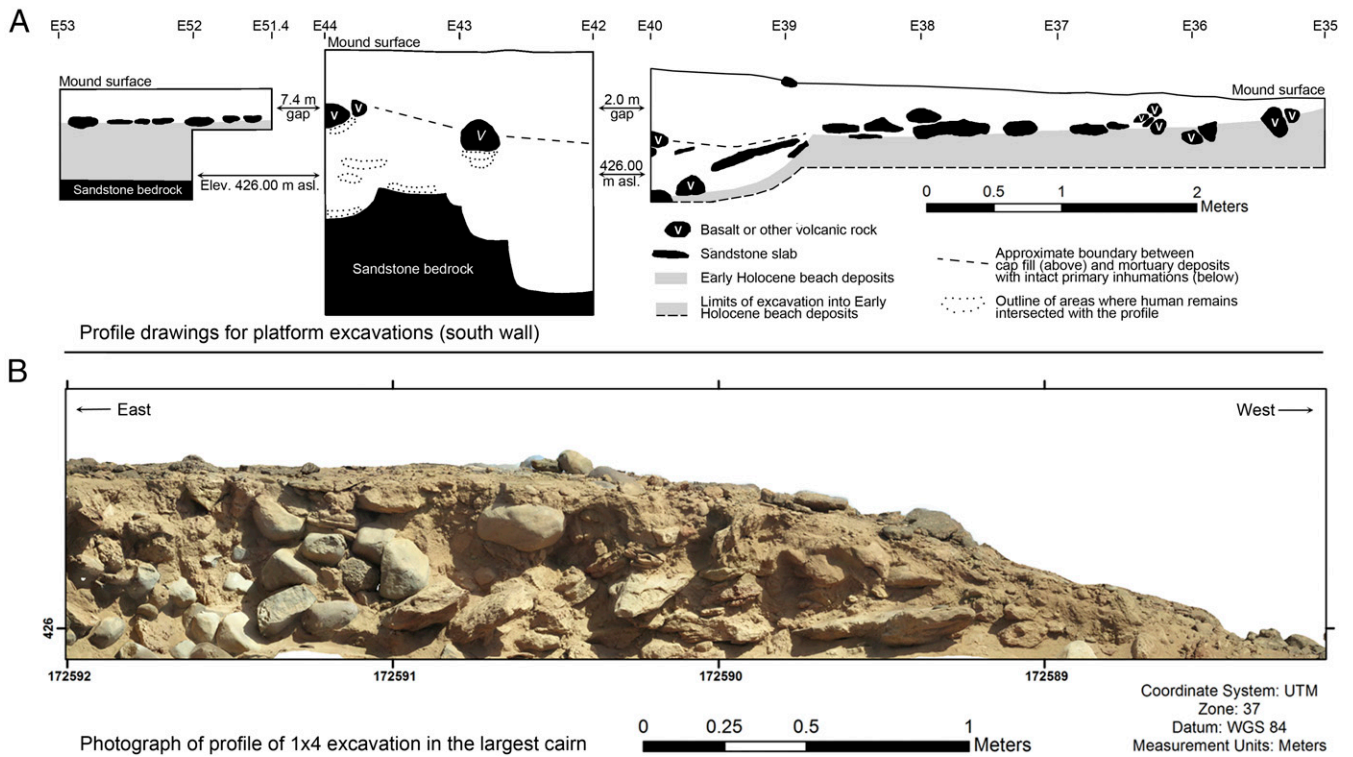 A
E53
E52
E51.4
E44
E43
E42
E40
E39
E38
E37
E36
E35
Mound surface
Mound surface
Mound surface
7.4 m
gap
2.0 m
gap
V
V
V
V
V
V
V
V
V
V
V
V
Elev. 426.00 m asl.
426.00
m asl.
Sandstone bedrock
Sandstone bedrock
0
0.5
1
2
Meters
V
Basalt or other volcanic rock
Sandstone slab
Early Holocene beach deposits
Limits of excavation into Early
Holocene beach deposits
Approximate boundary between
cap fill (above) and mortuary deposits
with intact primary inhumations (below)
Outline of areas where human remains
intersected with the profile
Profile drawings for platform excavations (south wall)
B
← East
West →
426
172592
172591
172590
172589
Photograph of profile of 1x4 excavation in the largest cairn
0
0.25
0.5
1
Meters
Coordinate System: UTM
Zone: 37
Datum: WGS 84
Measurement Units: Meters